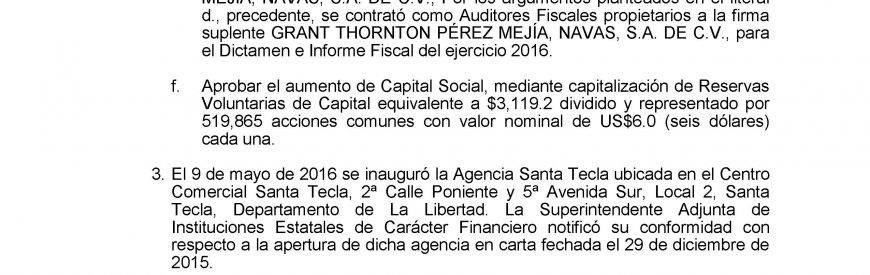 MEJÍA, NAVAS, S.A. DE C.V., Por los argumentos planteados en el literal
d., precedente, se contrató como Auditores Fiscales propietarios a la firma
suplente GRANT THORNTON PÉREZ MEJÍA, NAVAS, S.A. DE C.V., para
el Dictamen e Informe Fiscal del ejercicio 2016.
f. Aprobar el aumento de Capital Social, mediante capitalización de Reservas
Voluntarias de Capital equivalente a $3,119.2 dividido y representado por
519,865 acciones comunes con valor nominal de US$6.0 (seis dólares)
cada una.
3. El 9 de mayo de 2016 se inauguró la Agencia Santa Tecla ubicada en el Centro
Comercial Santa Tecla, 2ª Calle Poniente y 5ª Avenida Sur, Local 2, Santa
Tecla, Departamento de La Libertad. La Superintendente Adjunta de
Instituciones Estatales de Carácter Financiero notificó su conformidad con
respecto a la apertura de dicha agencia en carta fechada el 29 de diciembre de
2015.